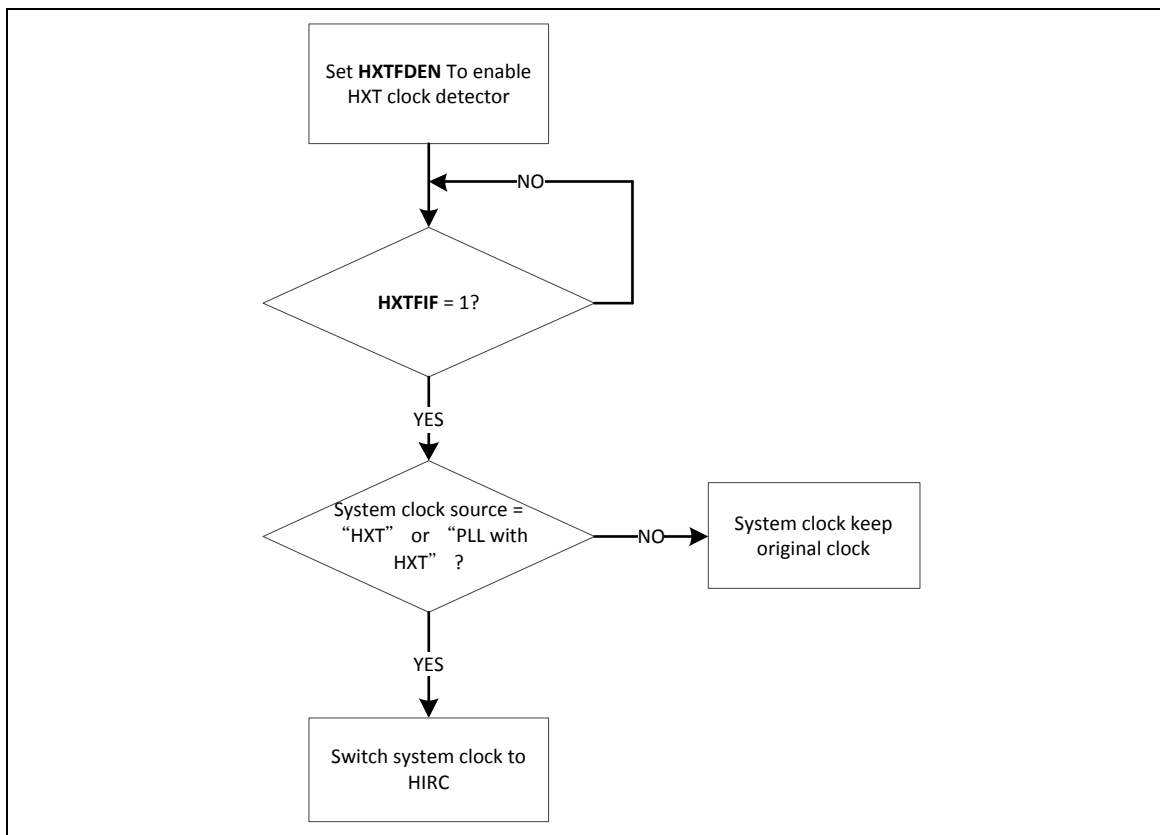 Set HXTFDEN To enable
HXT clock detector
NO
HXTFIF = 1?
YES
System clock source =
“HXT” or “PLL with
HXT” ?
NO
System clock keep
original clock
YES
Switch system clock to
HIRC